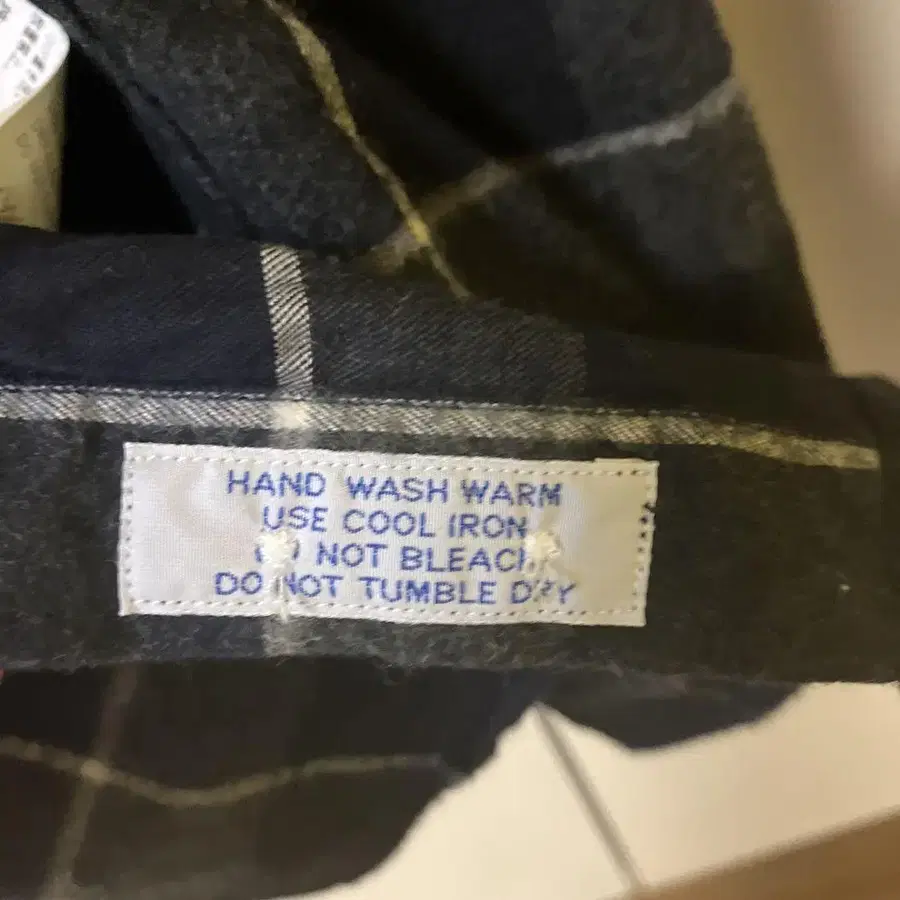 HAND WASH WARM
USE COOL IRON
DO NOT BLEACH
DO NOT TUMBLE DRY